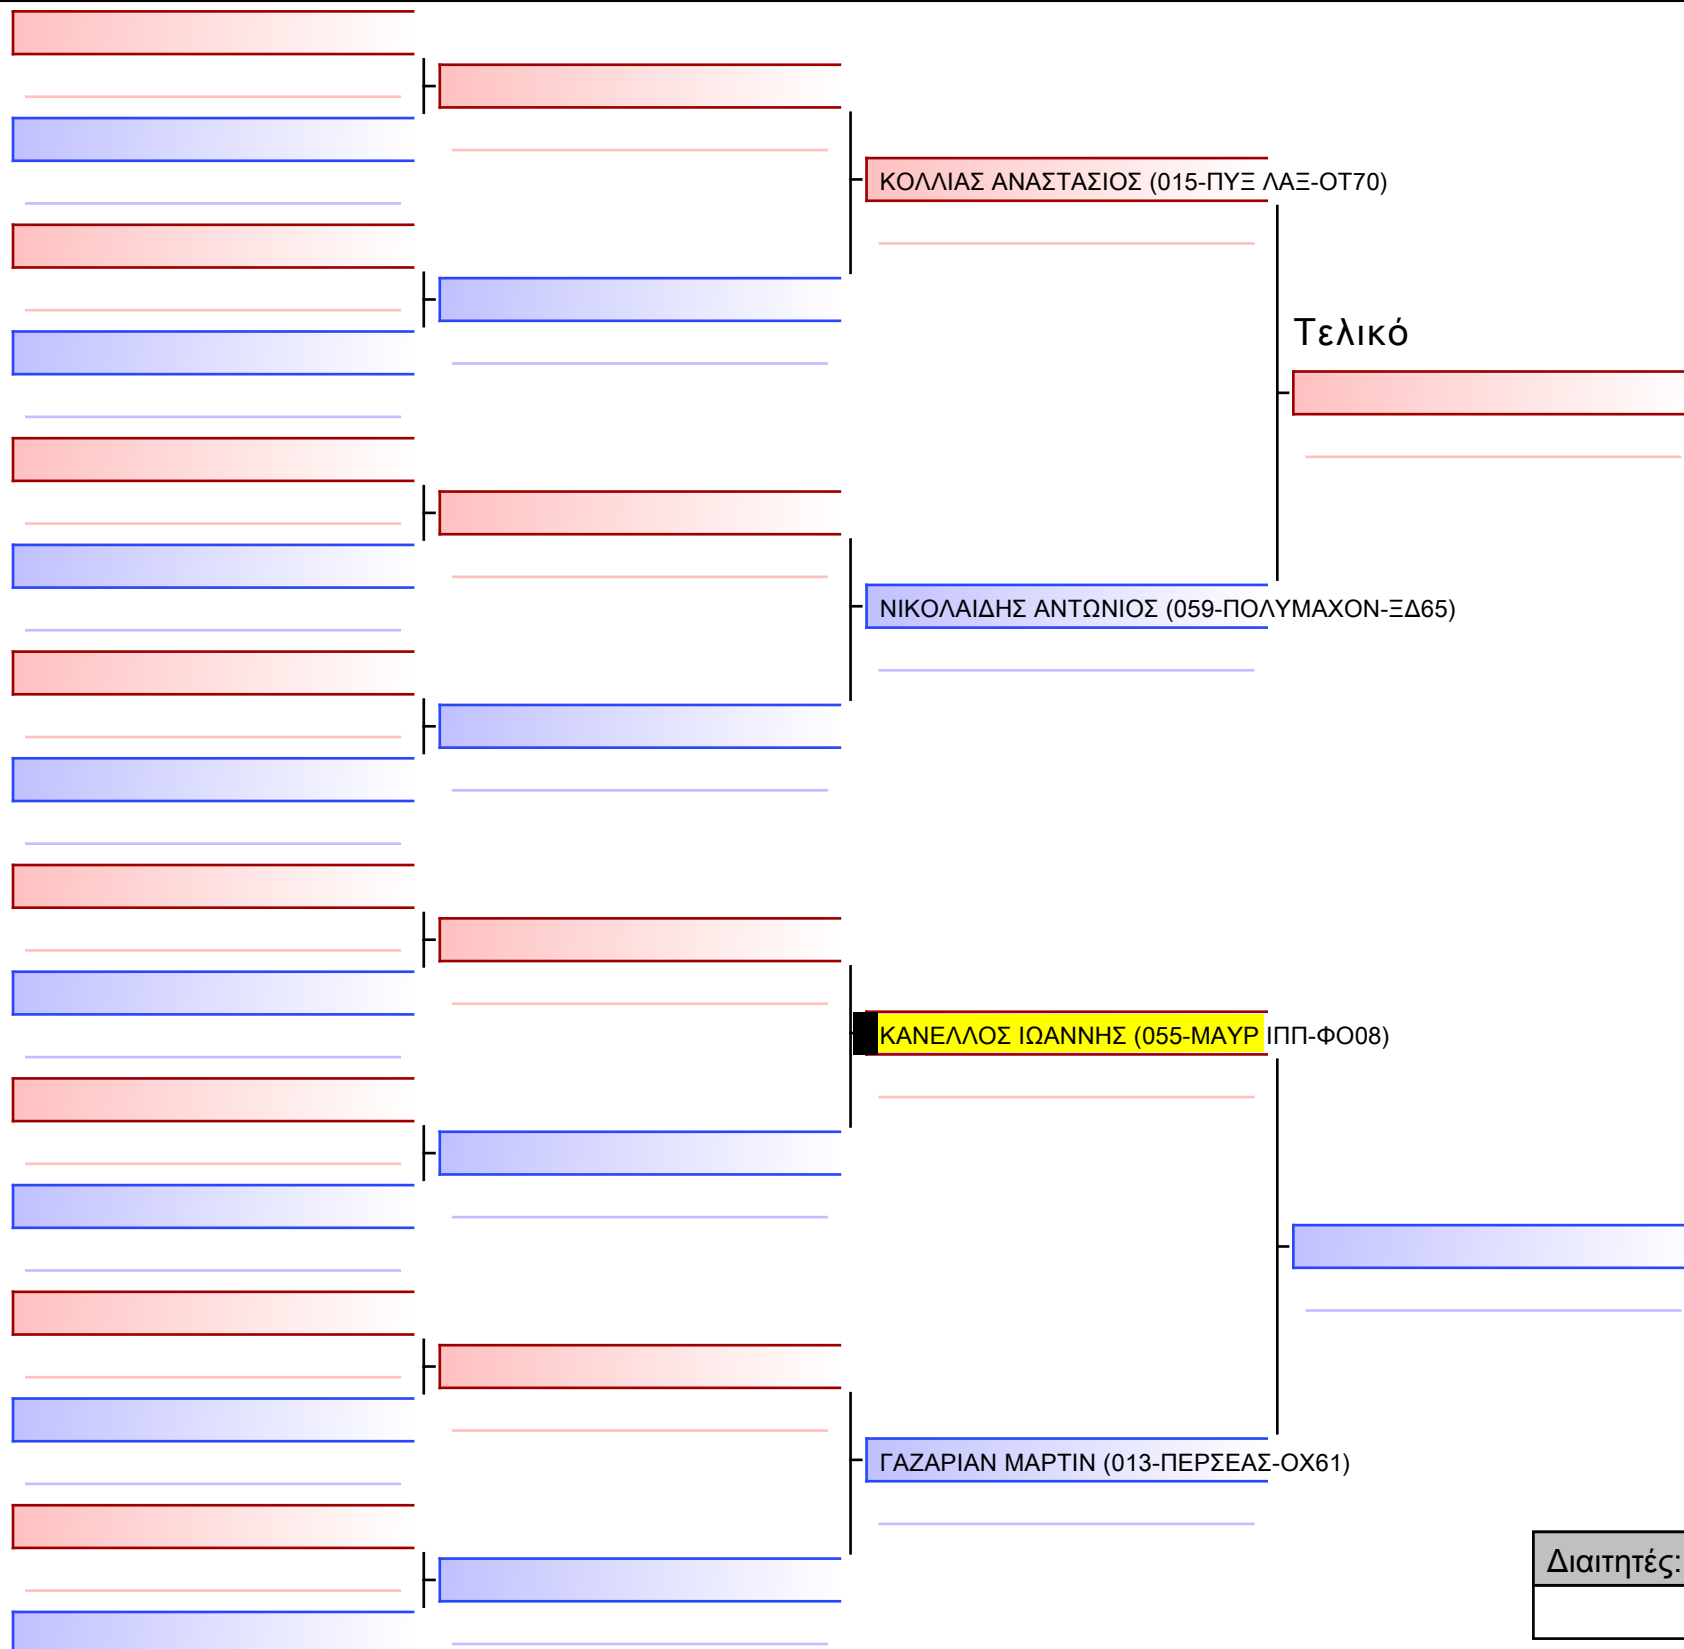 ΚΟΛΛΙΑΣ ΑΝΑΣΤΑΣΙΟΣ (015-ΠΥΞ ΛΑΞ-ΟΤ70)
Τελικό
ΝΙΚΟΛΑΙΔΗΣ ΑΝΤΩΝΙΟΣ (059-ΠΟΛΥΜΑΧΟΝ-ΞΔ65)
ΚΑΝΕΛΛΟΣ ΙΩΑΝΝΗΣ (055-ΜΑΥΡ ΙΠΠ-ΦΟ08)
ΓΑΖΑΡΙΑΝ ΜΑΡΤΙΝ (013-ΠΕΡΣΕΑΣ-ΟΧ61)
Διαιτητές: